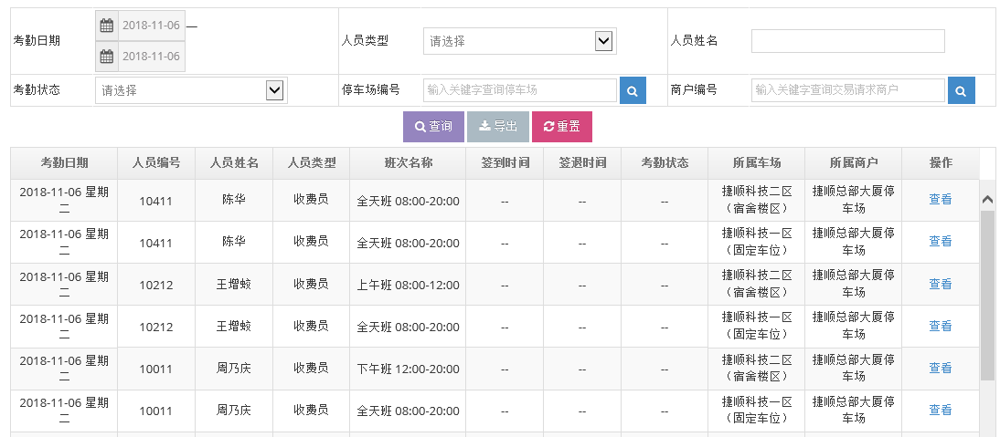 考勤日期 2018-11-06 — 人员类型 请选择 人员姓名
2018-11-06
考勤状态 请选择 停车场编号 输入关键字查询停车场 商户编号 输入关键字查询交易请求商户
查询 导出 重置
考勤日期 人员编号 人员姓名 人员类型 班次名称 签到时间 签退时间 考勤状态 所属车场 所属商户 操作
2018-11-06 星期二 10411 陈华 收费员 全天班 08:00-20:00 -- -- -- 捷顺科技二区（宿舍楼区） 捷顺总部大厦停车场 查看
2018-11-06 星期二 10411 陈华 收费员 全天班 08:00-20:00 -- -- -- 捷顺科技一区（固定车位） 捷顺总部大厦停车场 查看
2018-11-06 星期二 10212 王增蛟 收费员 上午班 08:00-12:00 -- -- -- 捷顺科技二区（宿舍楼区） 捷顺总部大厦停车场 查看
2018-11-06 星期二 10212 王增蛟 收费员 全天班 08:00-20:00 -- -- -- 捷顺科技一区（固定车位） 捷顺总部大厦停车场 查看
2018-11-06 星期二 10011 周乃庆 收费员 下午班 12:00-20:00 -- -- -- 捷顺科技二区（宿舍楼区） 捷顺总部大厦停车场 查看
2018-11-06 星期二 10011 周乃庆 收费员 全天班 08:00-20:00 -- -- -- 捷顺科技一区（固定车位） 捷顺总部大厦停车场 查看